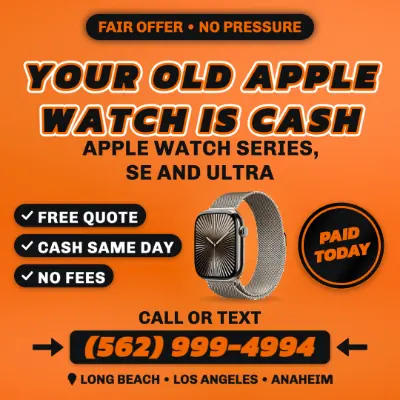 FAIR OFFER • NO PRESSURE
YOUR OLD APPLE
WATCH IS CASH
APPLE WATCH SERIES,
SE AND ULTRA
FREE QUOTE
CASH SAME DAY
NO FEES
PAID
TODAY
CALL OR TEXT
(562) 999-4994
LONG BEACH • LOS ANGELES • ANAHEIM